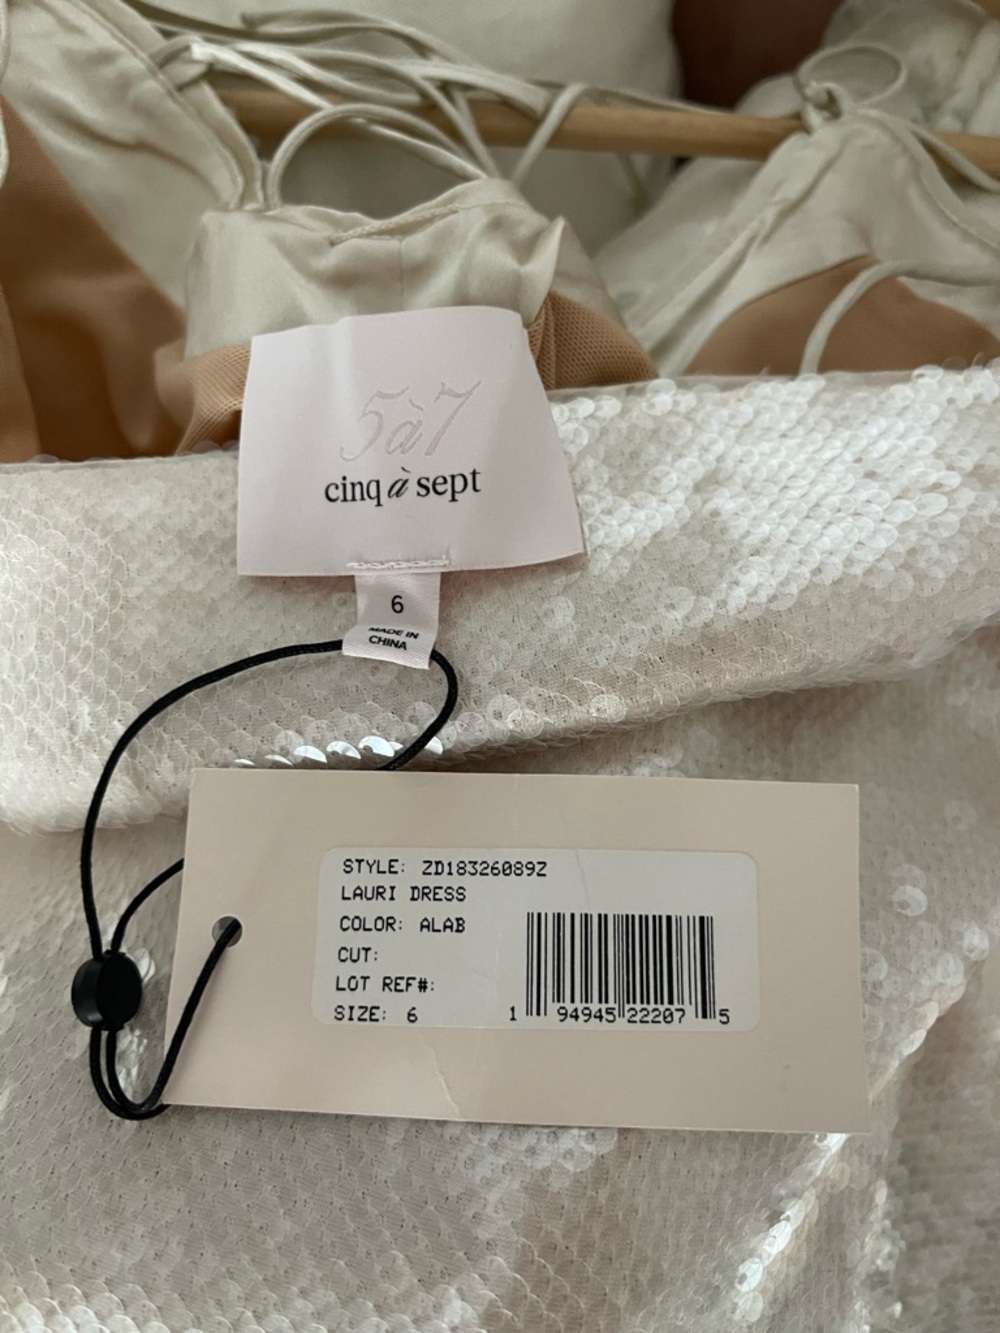 5à7
cinq à sept
6
MADE IN
CHINA
STYLE: ZD18326089Z
LAURI DRESS
COLOR: ALAB
CUT:
LOT REF#:
SIZE: 6
1 94945 22207 5